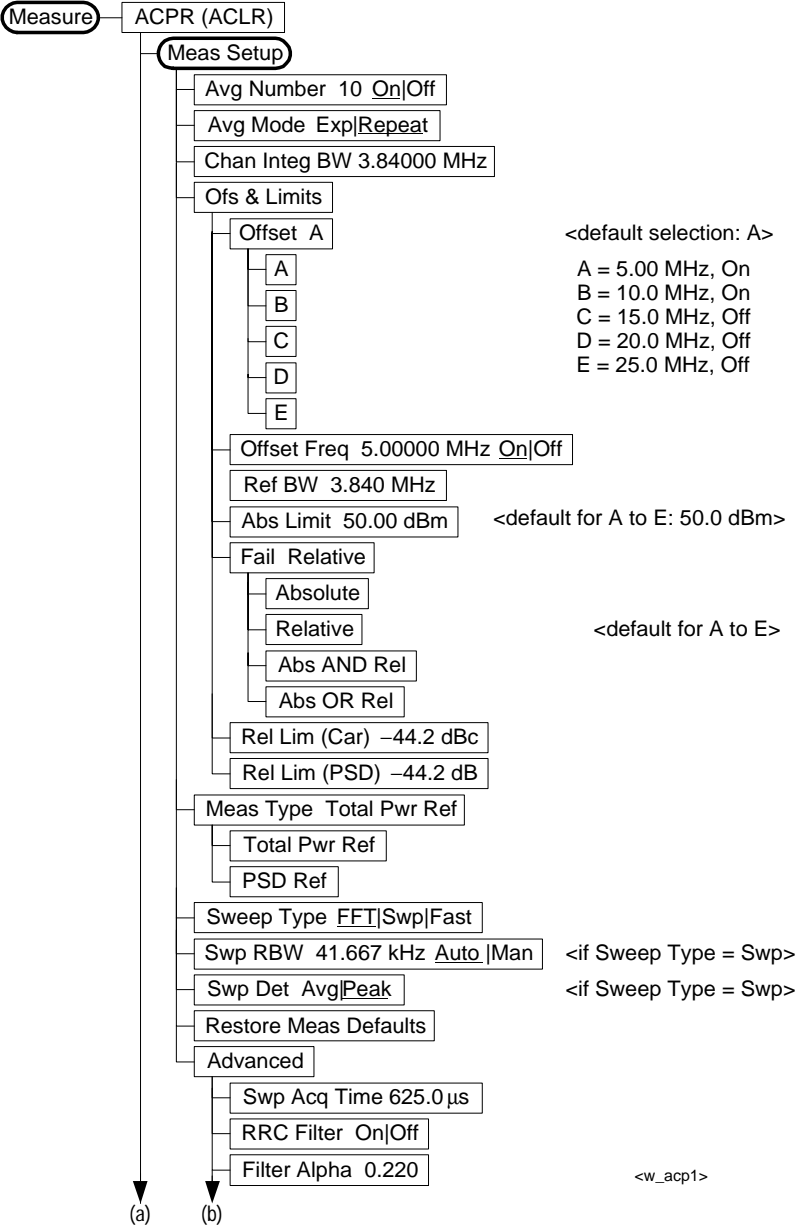 Measure ACPR (ACLR)
Meas Setup
Avg Number 10 On|Off
Avg Mode Exp|Repeat
Chan Integ BW 3.84000 MHz
Ofs & Limits
Offset A <default selection: A>
A A = 5.00 MHz, On
B B = 10.0 MHz, On
C C = 15.0 MHz, Off
D D = 20.0 MHz, Off
E E = 25.0 MHz, Off
Offset Freq 5.00000 MHz On|Off
Ref BW 3.840 MHz
Abs Limit 50.00 dBm <default for A to E: 50.0 dBm>
Fail Relative
Absolute
Relative <default for A to E>
Abs AND Rel
Abs OR Rel
Rel Lim (Car) −44.2 dBc
Rel Lim (PSD) −44.2 dB
Meas Type Total Pwr Ref
Total Pwr Ref
PSD Ref
Sweep Type FFT|Swp|Fast
Swp RBW 41.667 kHz Auto |Man <if Sweep Type = Swp>
Swp Det Avg|Peak <if Sweep Type = Swp>
Restore Meas Defaults
Advanced
Swp Acq Time 625.0 μs
RRC Filter On|Off
Filter Alpha 0.220 <w_acp1>
(a) (b)